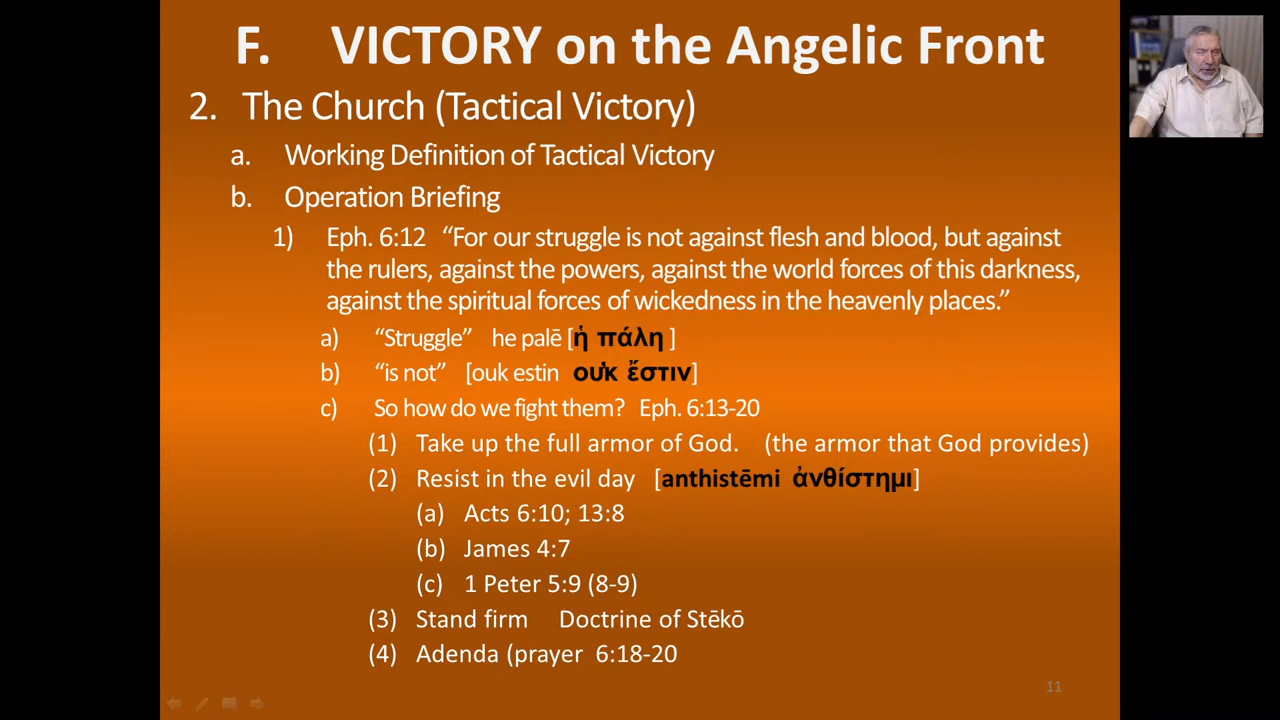 F. VICTORY on the Angelic Front
2. The Church (Tactical Victory)
a. Working Definition of Tactical Victory
b. Operation Briefing
1) Eph. 6:12 “For our struggle is not against flesh and blood, but against
the rulers, against the powers, against the world forces of this darkness,
against the spiritual forces of wickedness in the heavenly places.”
a) “Struggle” he palē [ἡ πάλη ]
b) “is not” [ouk estin οὐκ ἔστιν]
c) So how do we fight them? Eph. 6:13-20
(1) Take up the full armor of God. (the armor that God provides)
(2) Resist in the evil day [anthistēmi ἀνθίστημι]
(a) Acts 6:10; 13:8
(b) James 4:7
(c) 1 Peter 5:9 (8-9)
(3) Stand firm Doctrine of Stēkō
(4) Adenda (prayer 6:18-20
11